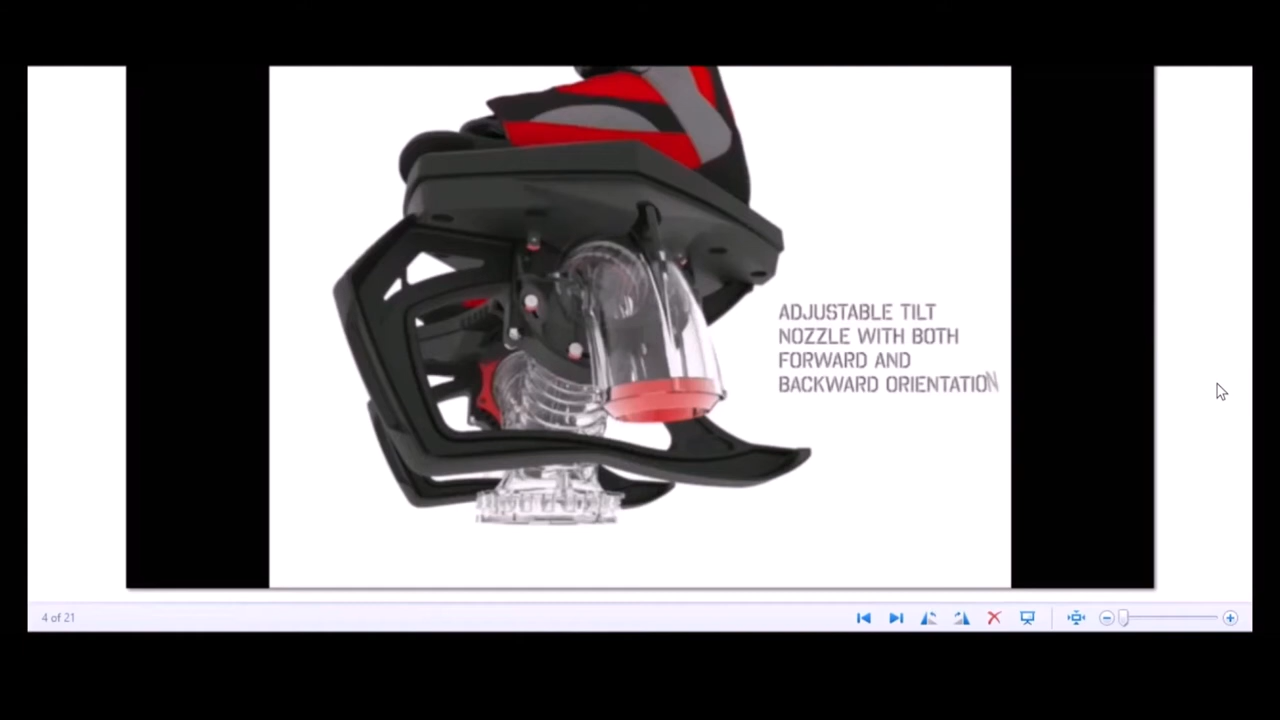 ADJUSTABLE TILT
NOZZLE WITH BOTH
FORWARD AND
BACKWARD ORIENTATION
4 of 21